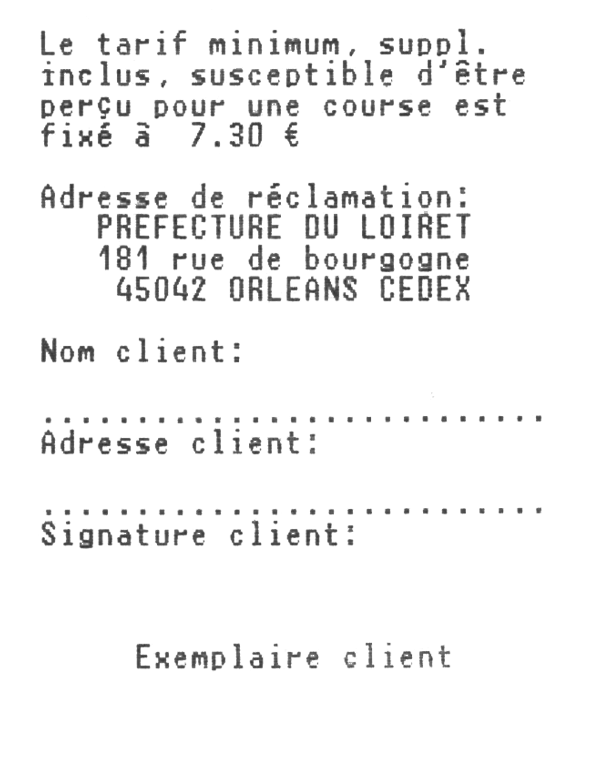 Le tarif minimum, suppl.
inclus, susceptible d'être
perçu pour une course est
fixé à 7.30 €
Adresse de réclamation:
PREFECTURE DU LOIRET
181 rue de bourgogne
45042 ORLEANS CEDEX
Nom client:
...........................
Adresse client:
...........................
Signature client:
Exemplaire client